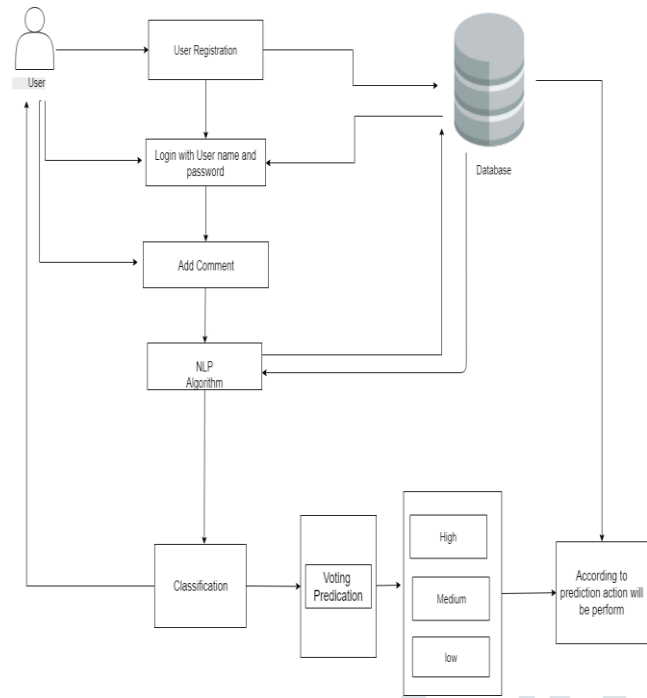 User
User Registration
Database
Login with User name and
password
Add Comment
NLP
Algorithm
Classification
Voting
Predication
High
Medium
low
According to
prediction action will
be perform